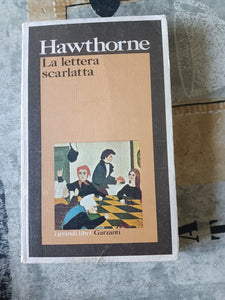 Hawthorne
La lettera
scarlatta
i grandi libri Garzanti